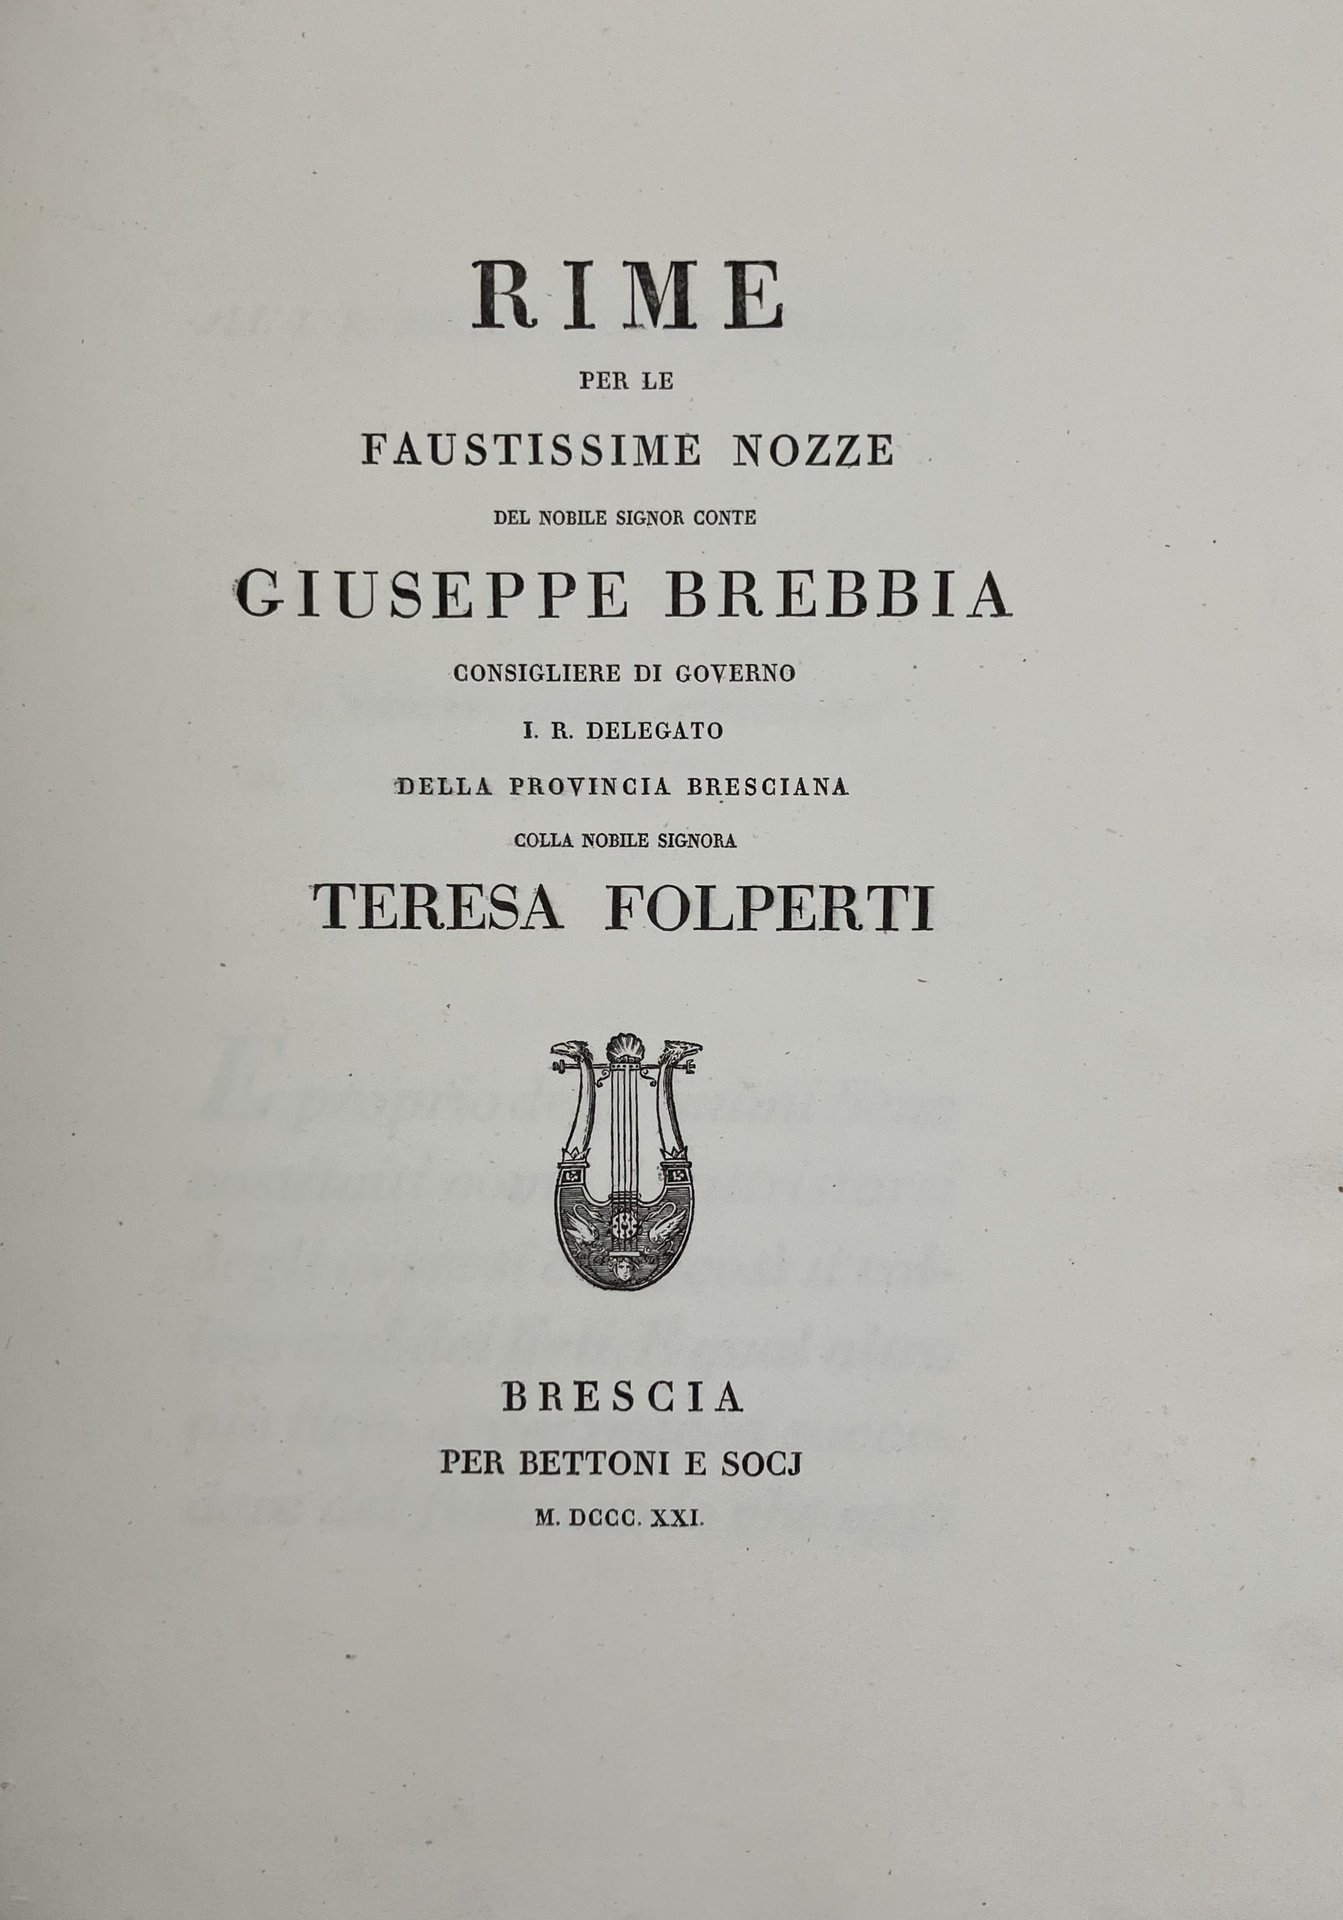 RIME
PER LE
FAUSTISSIME NOZZE
DEL NOBILE SIGNOR CONTE
GIUSEPPE BREBBIA
CONSIGLIERE DI GOVERNO
I. R. DELEGATO
DELLA PROVINCIA BRESCIANA
COLLA NOBILE SIGNORA
TERESA FOLPERTI
BRESCIA
PER BETTONI E SOCJ
M. DCCC. XXI.